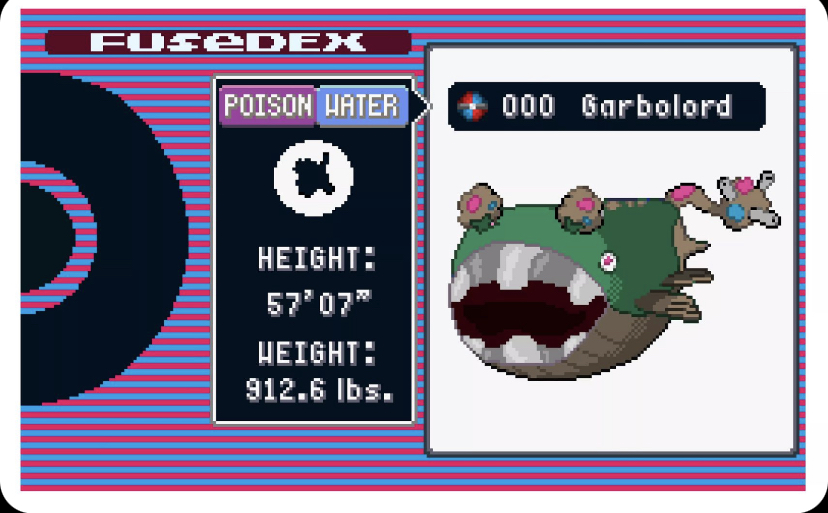 FUSeDEX
POISON WATER
000 Garbolord
HEIGHT:
57'07"
WEIGHT:
912.6 lbs.